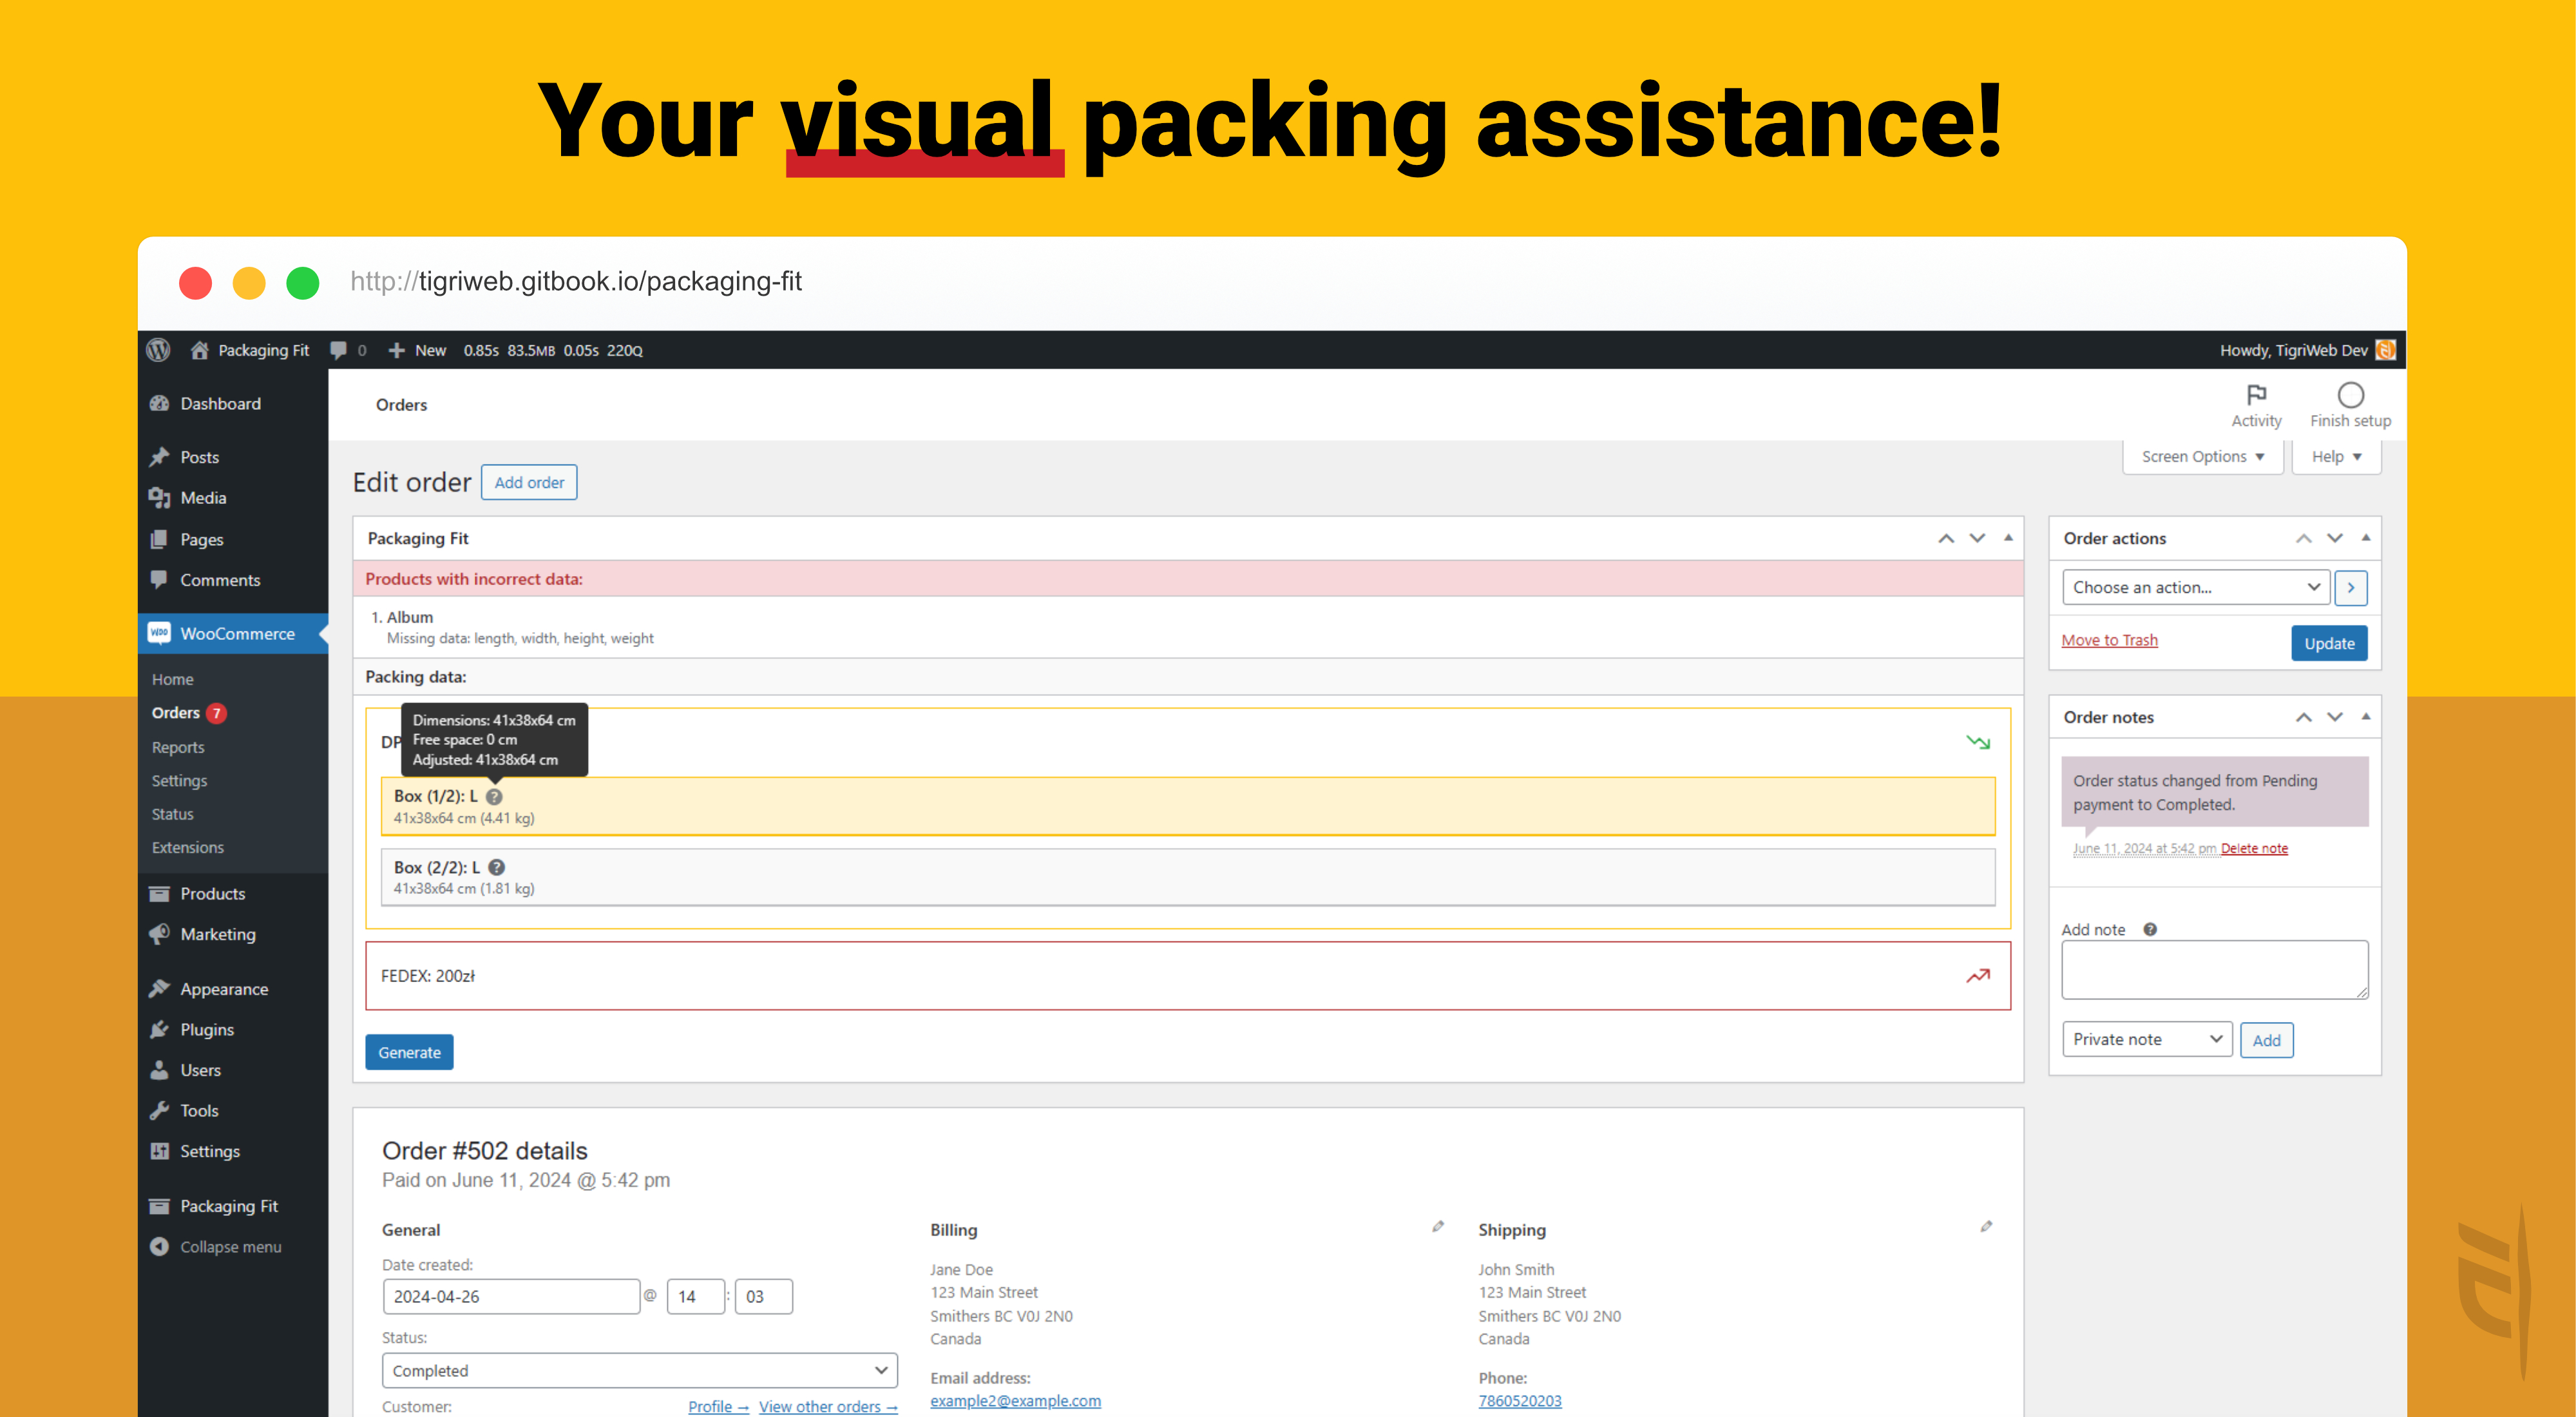 Your visual packing assistance!
http://tigriweb.gitbook.io/packaging-fit
Packaging Fit 0 New 0.85s 83.5MB 0.05s 220Q
Howdy, TigriWeb Dev
Dashboard
Posts
Media
Pages
Comments
WooCommerce
Home
Orders 7
Reports
Settings
Status
Extensions
Products
Marketing
Appearance
Plugins
Users
Tools
Settings
Packaging Fit
Collapse menu
Orders
Activity
Finish setup
Screen Options
Help
Edit order
Add order
Packaging Fit
Products with incorrect data:
1. Album
Missing data: length, width, height, weight
Packing data:
DP
Dimensions: 41x38x64 cm
Free space: 0 cm
Adjusted: 41x38x64 cm
Box (1/2): L
41x38x64 cm (4.41 kg)
Box (2/2): L
41x38x64 cm (1.81 kg)
FEDEX: 200zł
Generate
Order actions
Choose an action...
Move to Trash
Update
Order notes
Order status changed from Pending
payment to Completed.
June 11, 2024 at 5:42 pm Delete note
Add note
Private note
Add
Order #502 details
Paid on June 11, 2024 @ 5:42 pm
General
Date created:
2024-04-26 @ 14 : 03
Status:
Completed
Customer:
Profile → View other orders →
Billing
Jane Doe
123 Main Street
Smithers BC V0J 2N0
Canada
Email address:
example2@example.com
Shipping
John Smith
123 Main Street
Smithers BC V0J 2N0
Canada
Phone:
7860520203